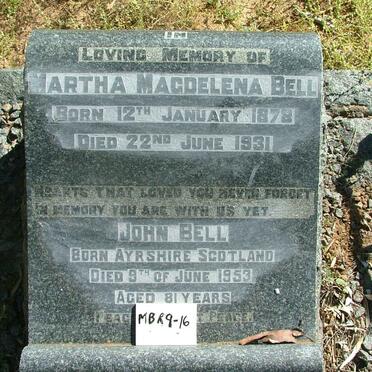 IN
LOVING MEMORY OF
MARTHA MAGDELENA BELL
BORN 12TH JANUARY 1878
DIED 22ND JUNE 1931
HEARTS THAT LOVED YOU NEVER FORGET
IN MEMORY YOU ARE WITH US YET
JOHN BELL
BORN AYRSHIRE SCOTLAND
DIED 9TH OF JUNE 1953
AGED 81 YEARS
PEACE
MBR9-16